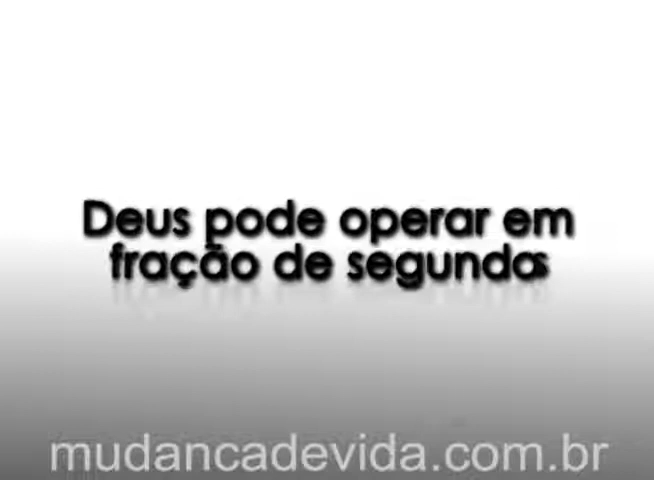 Deus pode operar em
fração de segundos
mudancadevida.com.br